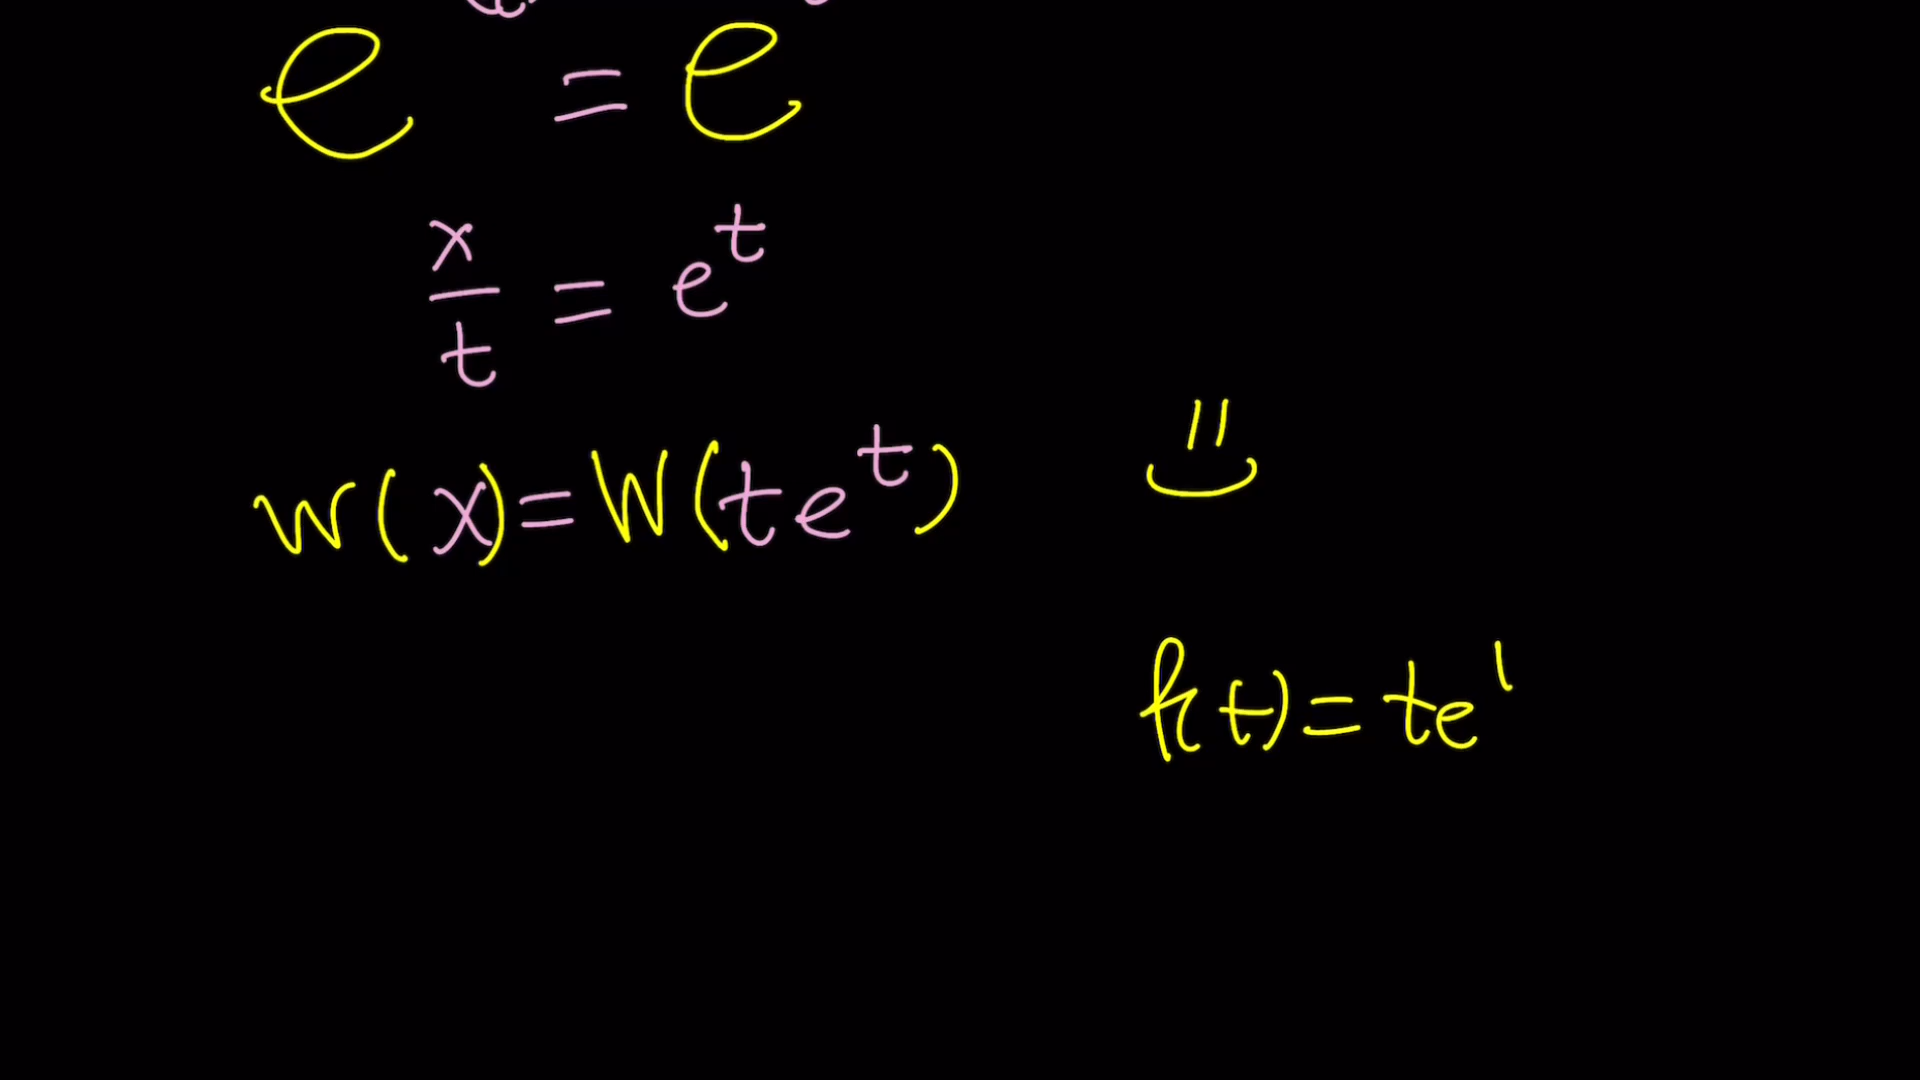 e = e
x/t = e^t
W(x) = W(te^t)
h(t) = te^